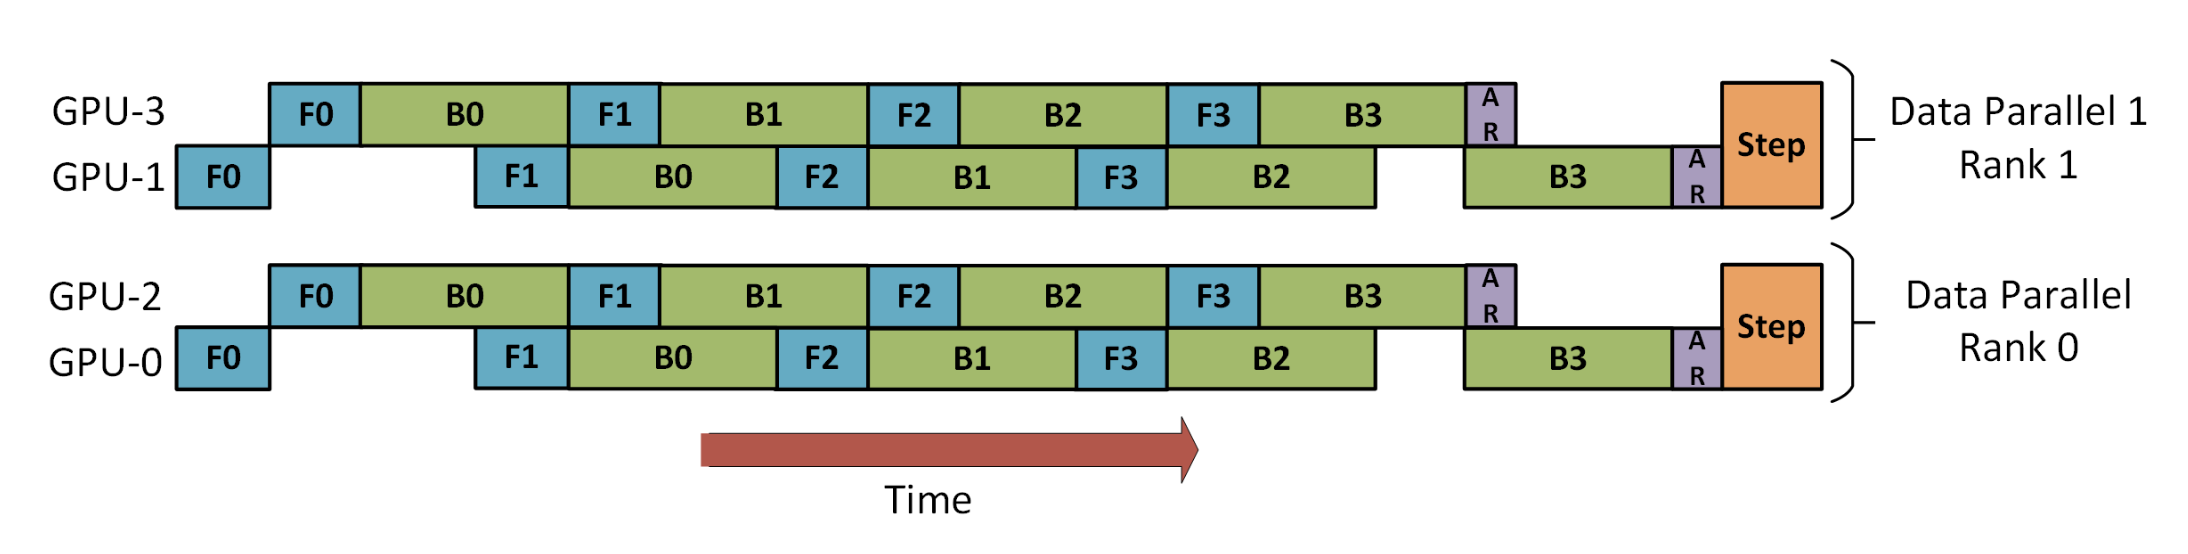 GPU-3 F0 B0 F1 B1 F2 B2 F3 B3 A R
GPU-1 F0 F1 B0 F2 B1 F3 B2 B3 A R
Step
Data Parallel 1
Rank 1
GPU-2 F0 B0 F1 B1 F2 B2 F3 B3 A R
GPU-0 F0 F1 B0 F2 B1 F3 B2 B3 A R
Step
Data Parallel
Rank 0
Time